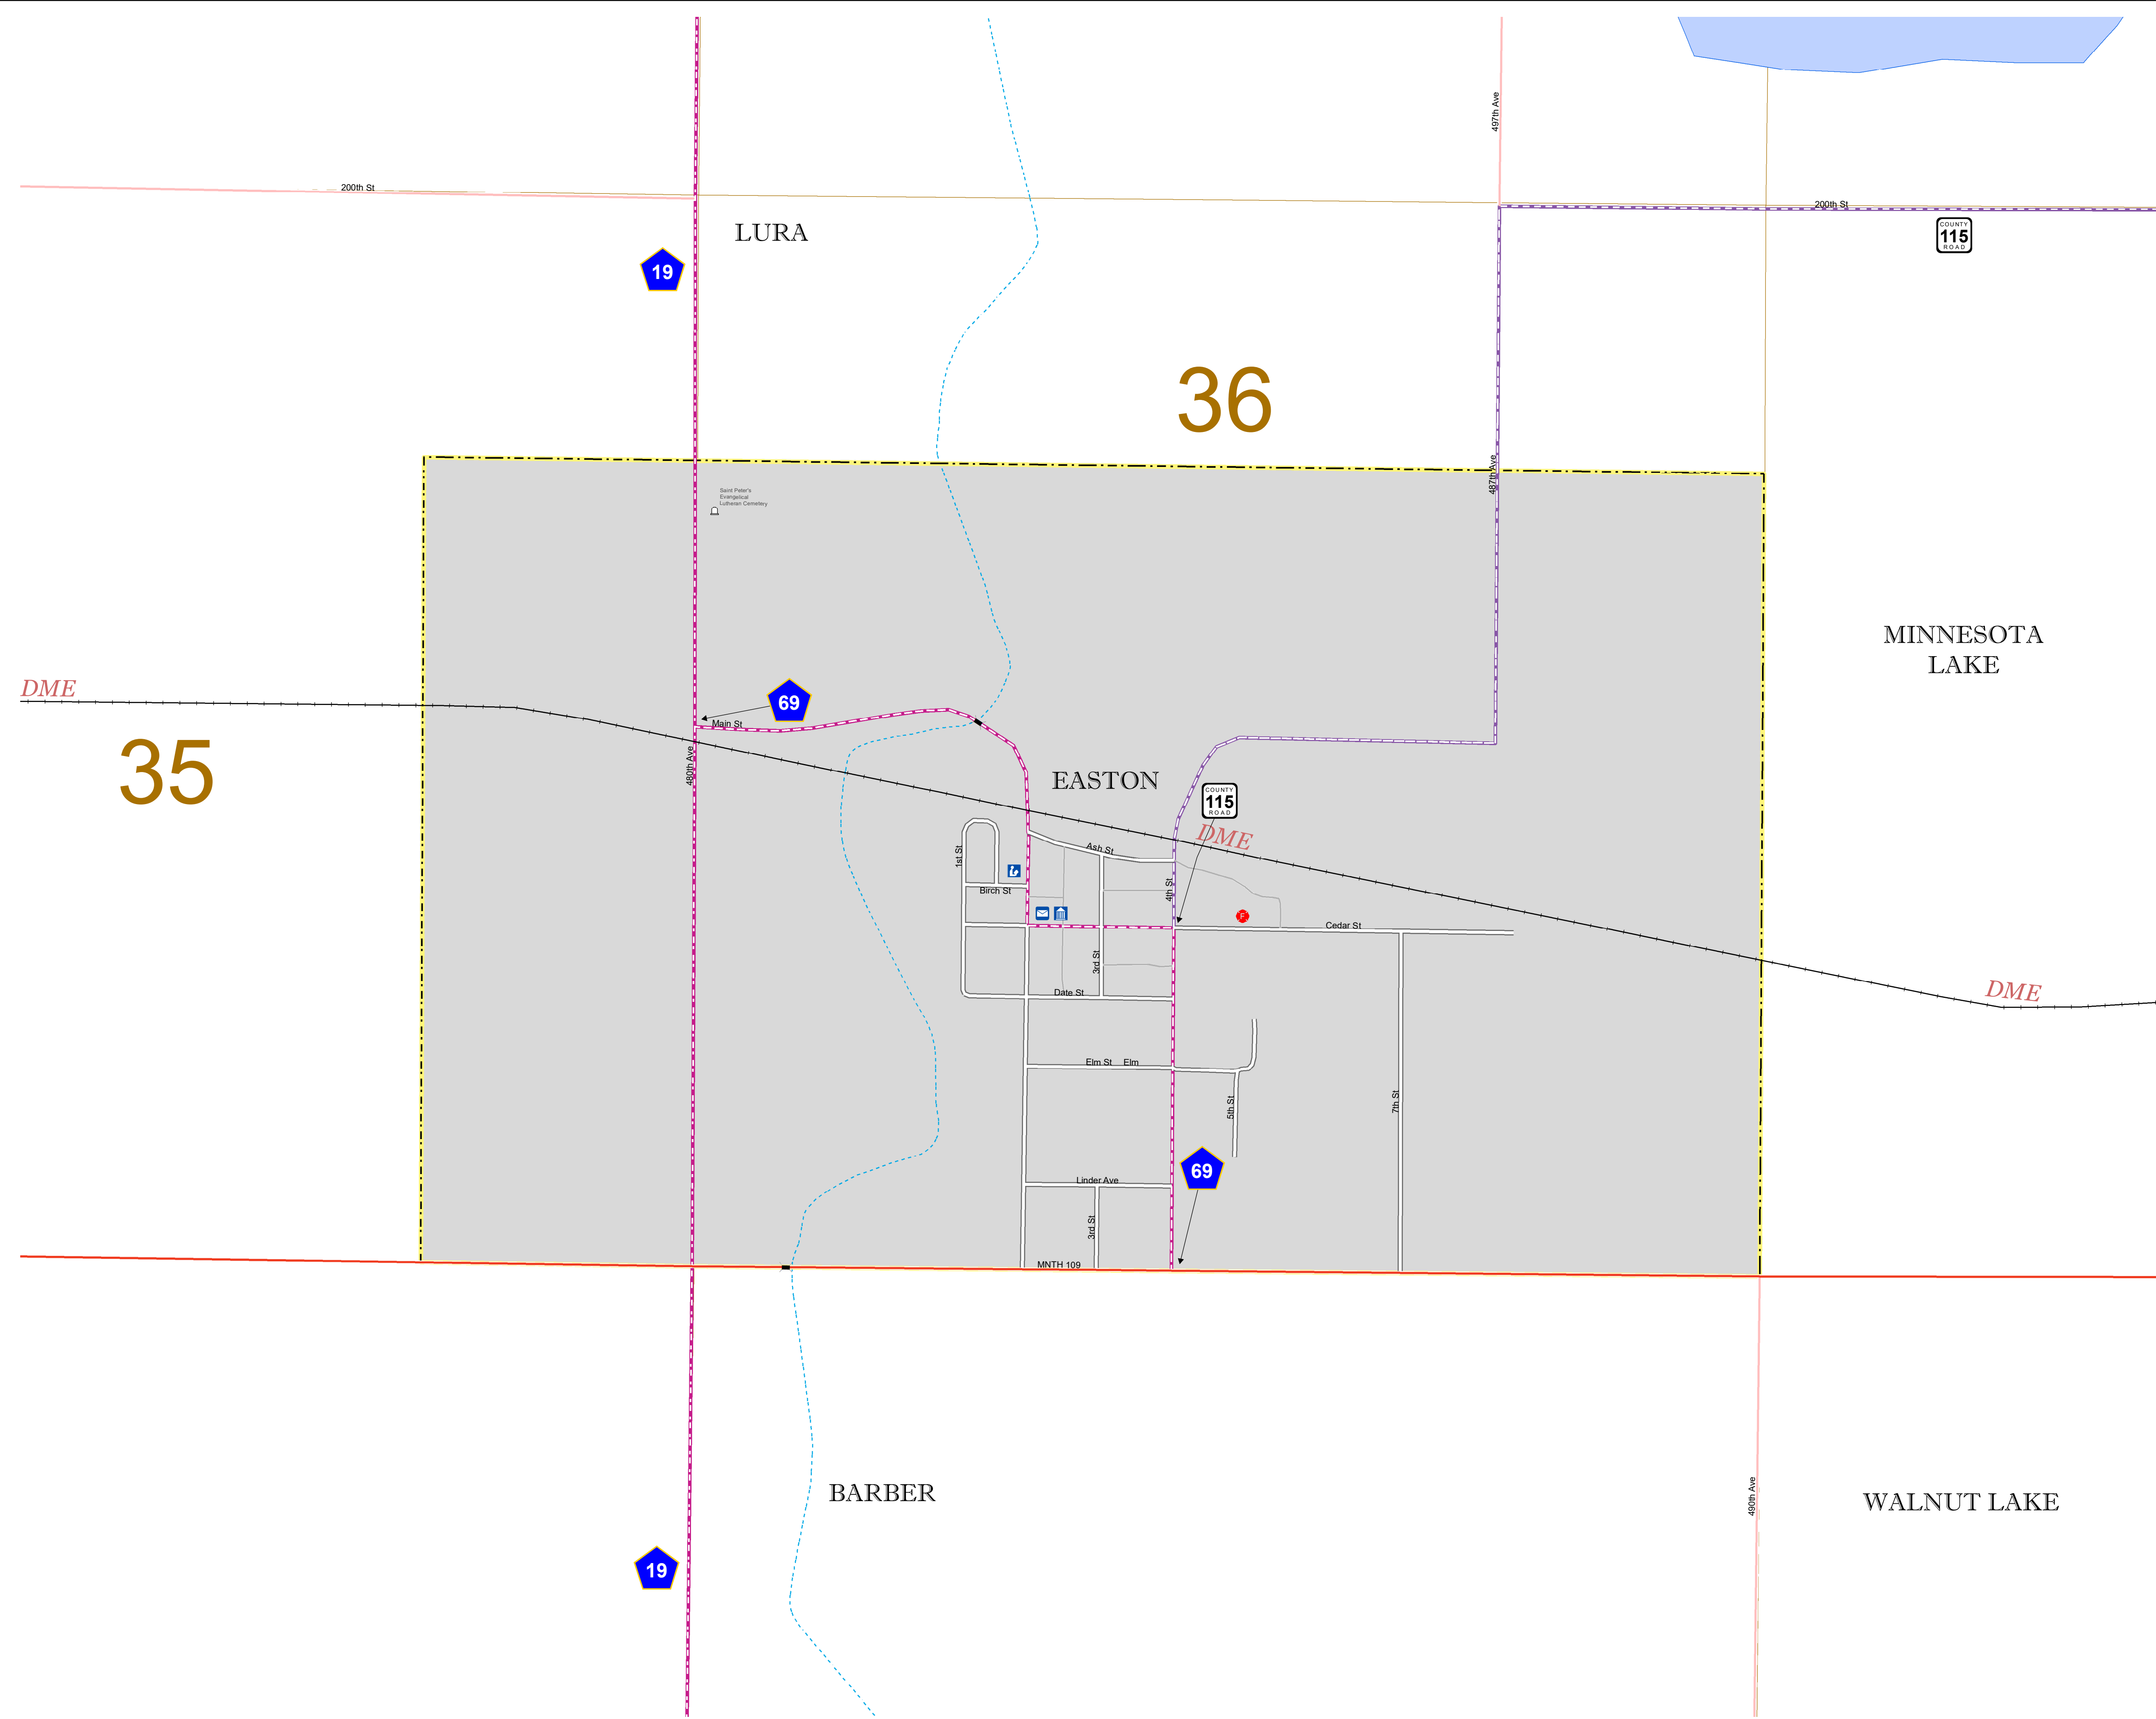 497th Ave
200th St
200th St
COUNTY
115
ROAD
LURA
19
36
487th Ave
Saint Peter's
Evangelical
Lutheran Cemetery
MINNESOTA
LAKE
DME
69
Main St
35
480th Ave
EASTON
COUNTY
115
ROAD
DME
Ash St
1st St
Birch St
4th St
F
Cedar St
3rd St
Date St
DME
Elm St
Elm
5th St
7th St
69
Linder Ave
3rd St
MNTH 109
BARBER
490th Ave
WALNUT LAKE
19